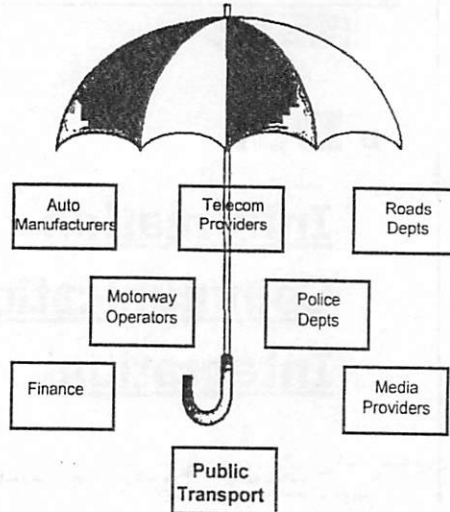 Auto
Manufacturers
Telecom
Providers
Roads
Depts
Motorway
Operators
Police
Depts
Finance
Media
Providers
Public
Transport